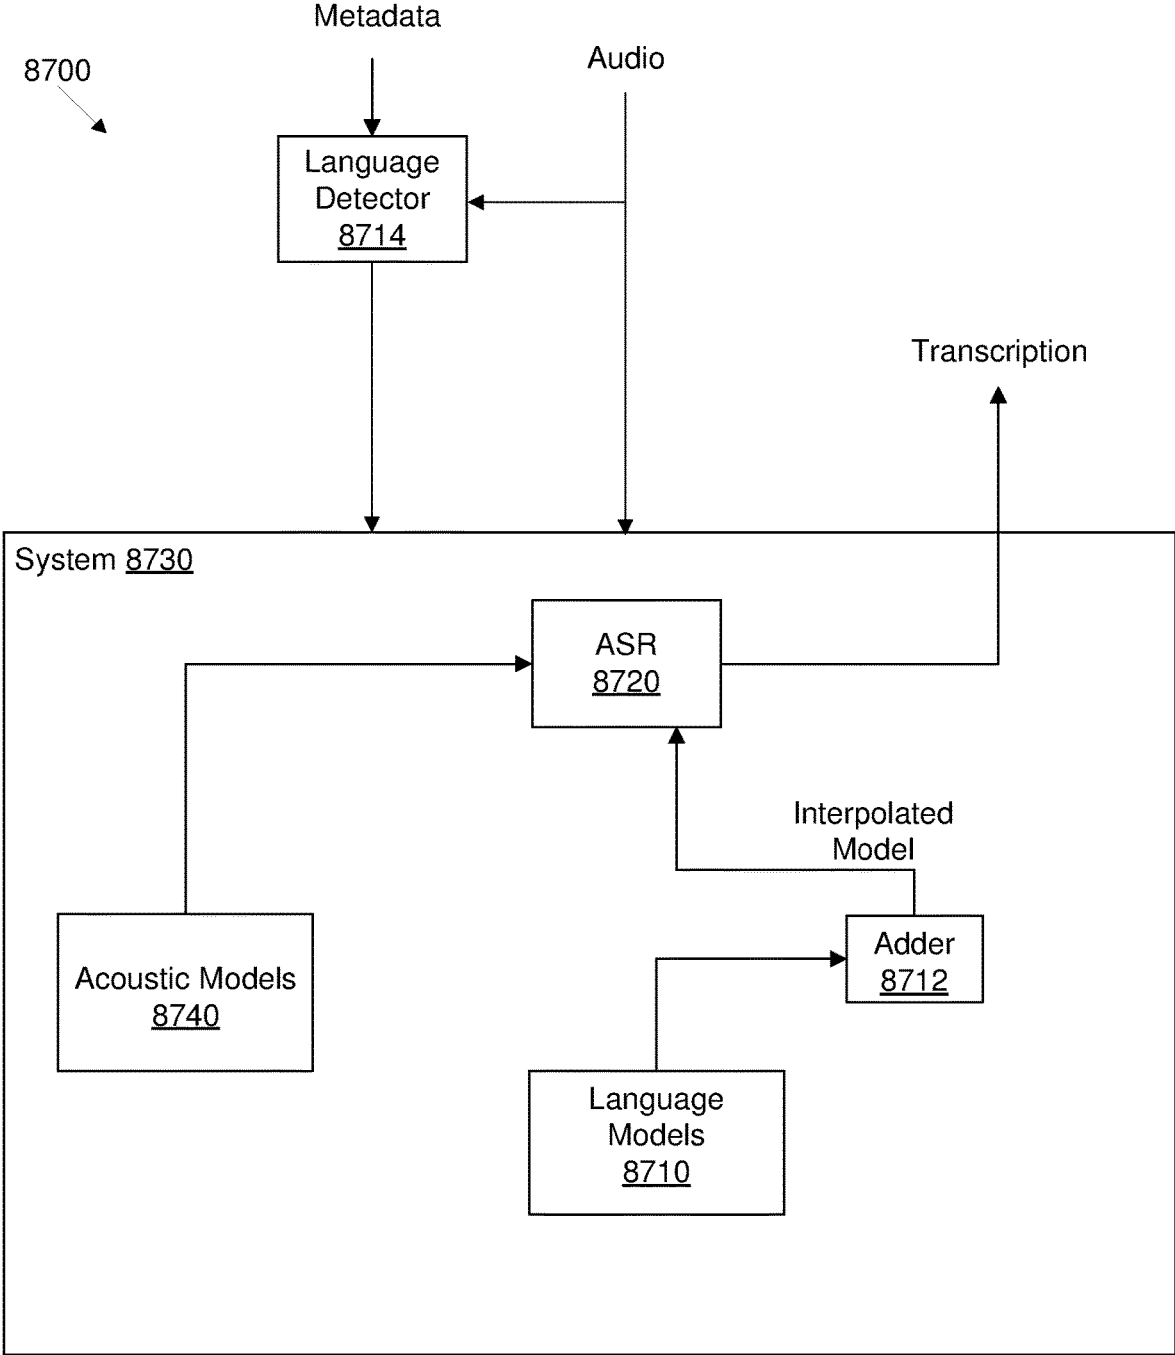 Metadata
Audio
8700
Language
Detector
8714
Transcription
System 8730
ASR
8720
Interpolated
Model
Adder
8712
Acoustic Models
8740
Language
Models
8710